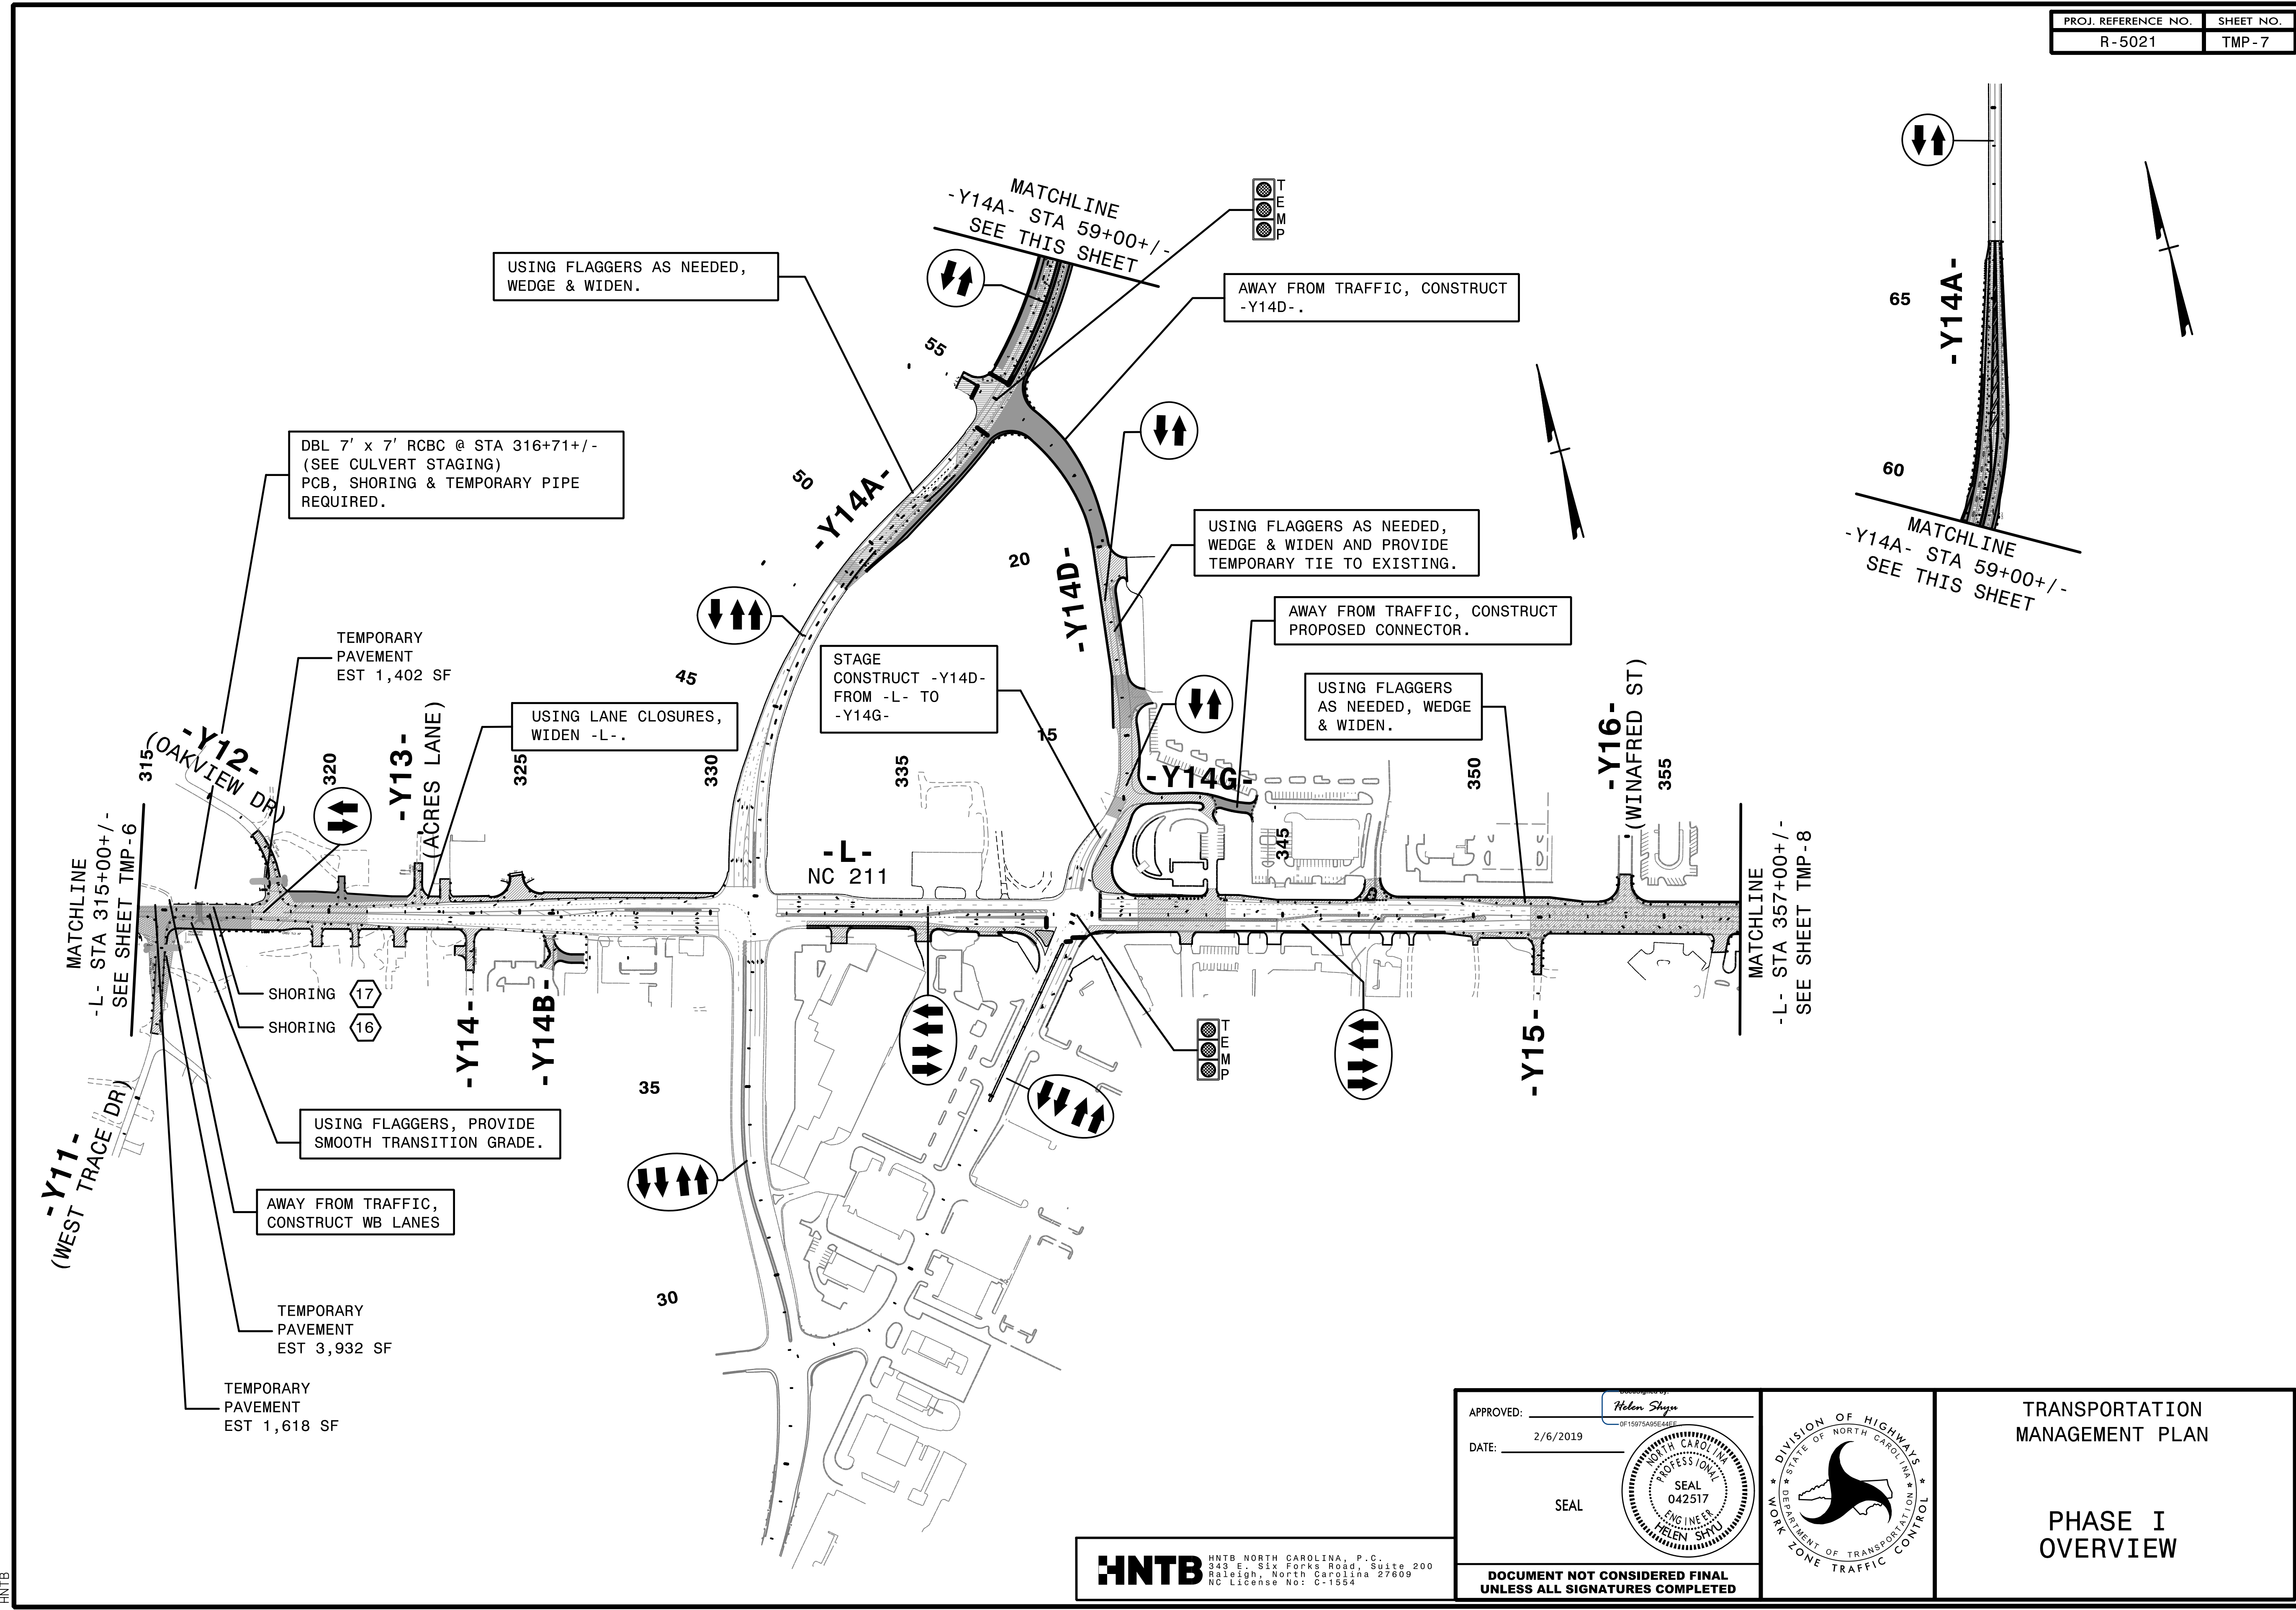 PROJ. REFERENCE NO.
SHEET NO.
R-5021
TMP-7
MATCHLINE
-Y14A- STA 59+00+/-
SEE THIS SHEET
T
E
M
P
USING FLAGGERS AS NEEDED,
WEDGE & WIDEN.
AWAY FROM TRAFFIC, CONSTRUCT
-Y14D-.
65
-Y14A-
60
MATCHLINE
-Y14A- STA 59+00+/-
SEE THIS SHEET
55
DBL 7' x 7' RCBC @ STA 316+71+/-
(SEE CULVERT STAGING)
PCB, SHORING & TEMPORARY PIPE
REQUIRED.
50
-Y14A-
USING FLAGGERS AS NEEDED,
WEDGE & WIDEN AND PROVIDE
TEMPORARY TIE TO EXISTING.
20
-Y14D-
AWAY FROM TRAFFIC, CONSTRUCT
PROPOSED CONNECTOR.
TEMPORARY
PAVEMENT
EST 1,402 SF
STAGE
CONSTRUCT -Y14D-
FROM -L- TO
-Y14G-
45
USING FLAGGERS
AS NEEDED, WEDGE
& WIDEN.
USING LANE CLOSURES,
WIDEN -L-.
15
315
-Y12-
(OAKVIEW DR)
320
-Y13-
(ACRES LANE)
325
330
335
-Y14G-
345
350
-Y16-
(WINAFRED ST)
355
MATCHLINE
-L- STA 315+00+/-
SEE SHEET TMP-6
-L-
NC 211
MATCHLINE
-L- STA 357+00+/-
SEE SHEET TMP-8
SHORING 17
SHORING 16
-Y14-
-Y14B-
-Y15-
T
E
M
P
35
USING FLAGGERS, PROVIDE
SMOOTH TRANSITION GRADE.
-Y11-
(WEST TRACE DR)
AWAY FROM TRAFFIC,
CONSTRUCT WB LANES
30
TEMPORARY
PAVEMENT
EST 3,932 SF
TEMPORARY
PAVEMENT
EST 1,618 SF
APPROVED:
Helen Shyu
0F15975A95E44EF...
DATE:
2/6/2019
SEAL
NORTH CAROLINA
PROFESSIONAL
SEAL
042517
ENGINEER
HELEN SHYU
DOCUMENT NOT CONSIDERED FINAL
UNLESS ALL SIGNATURES COMPLETED
DIVISION OF HIGHWAYS
STATE OF NORTH CAROLINA
DEPARTMENT OF TRANSPORTATION
WORK ZONE TRAFFIC CONTROL
TRANSPORTATION
MANAGEMENT PLAN
PHASE I
OVERVIEW
HNTB
HNTB NORTH CAROLINA, P.C.
343 E. Six Forks Road, Suite 200
Raleigh, North Carolina 27609
NC License No: C-1554
HNTB